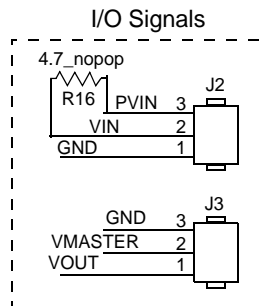 I/O Signals
4.7_nopop
R16
J2
PVIN 3
VIN 2
GND 1
J3
GND 3
VMASTER 2
VOUT 1